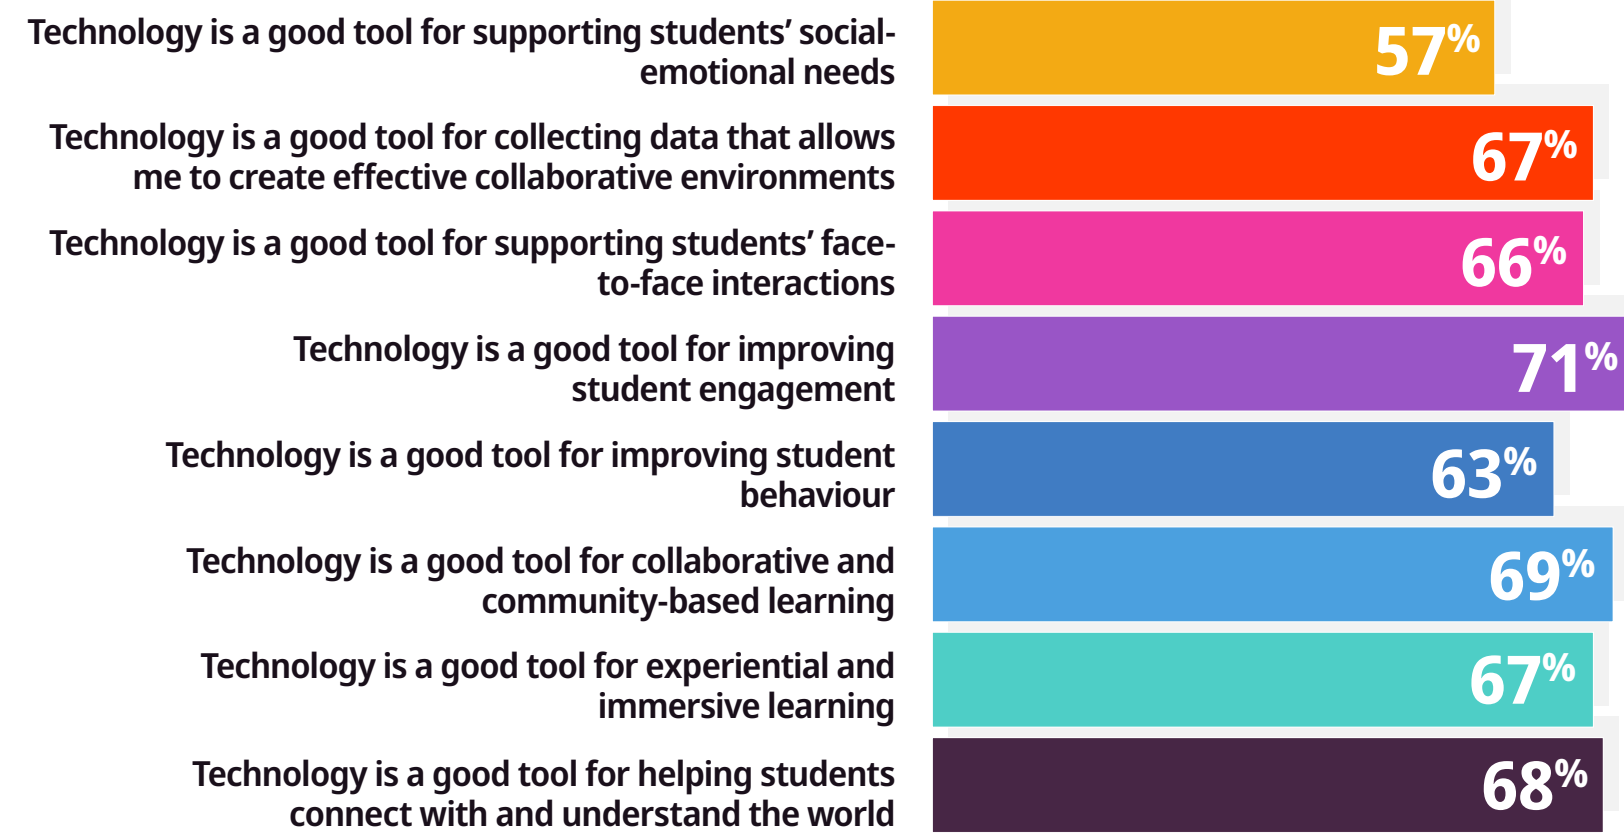 Technology is a good tool for supporting students’ social-
emotional needs
57%
Technology is a good tool for collecting data that allows
me to create effective collaborative environments
67%
Technology is a good tool for supporting students’ face-
to-face interactions
66%
Technology is a good tool for improving
student engagement
71%
Technology is a good tool for improving student
behaviour
63%
Technology is a good tool for collaborative and
community-based learning
69%
Technology is a good tool for experiential and
immersive learning
67%
Technology is a good tool for helping students
connect with and understand the world
68%